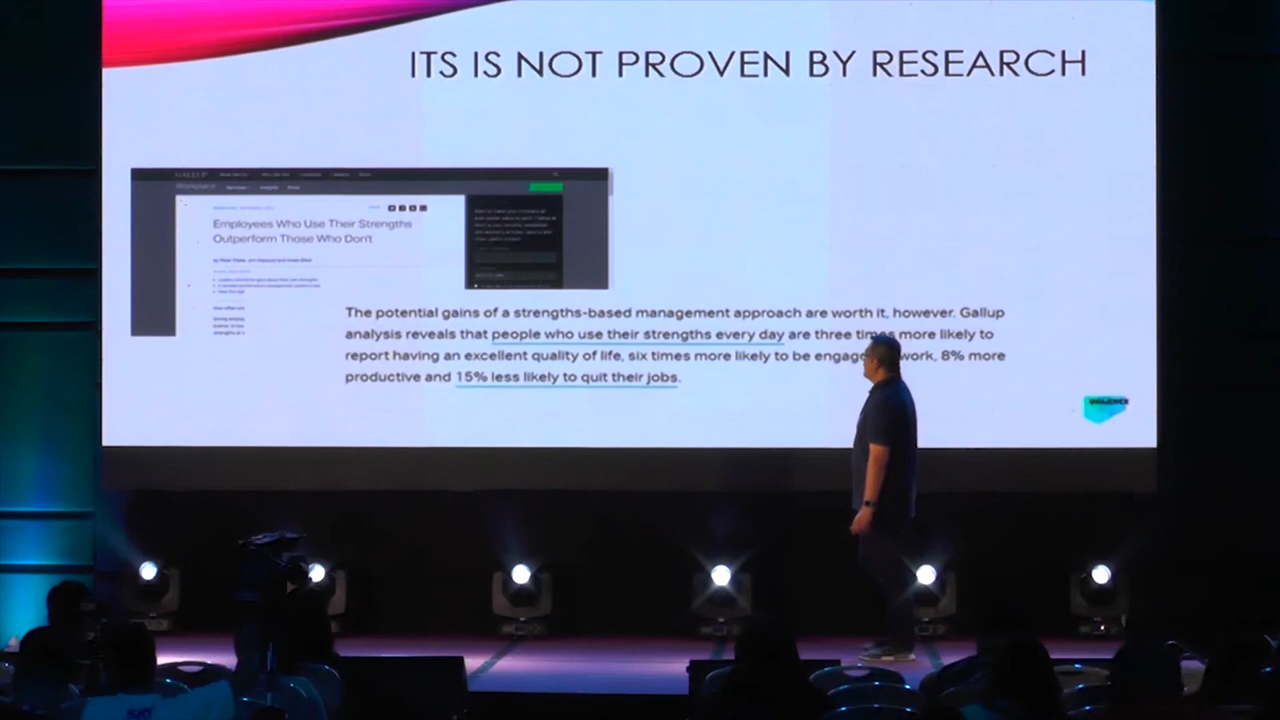 ITS IS NOT PROVEN BY RESEARCH
GALLUP
Workplace
Employees Who Use Their Strengths
Outperform Those Who Don't
The potential gains of a strengths-based management approach are worth it, however. Gallup
analysis reveals that people who use their strengths every day are three times more likely to
report having an excellent quality of life, six times more likely to be engage work, 8% more
productive and 15% less likely to quit their jobs.